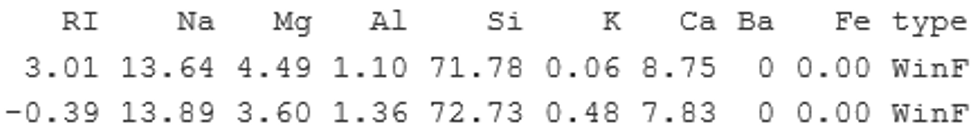 RI Na Mg Al Si K Ca Ba Fe type
3.01 13.64 4.49 1.10 71.78 0.06 8.75 0 0.00 WinF
-0.39 13.89 3.60 1.36 72.73 0.48 7.83 0 0.00 WinF